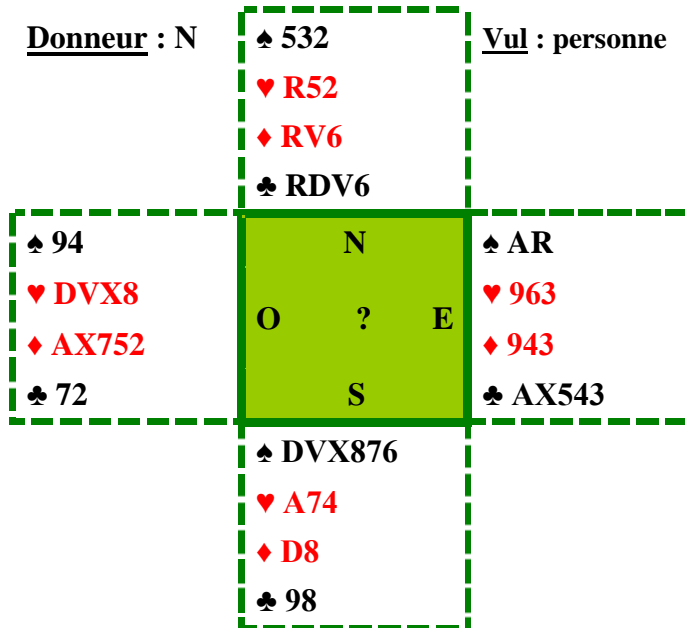 Donneur : N
♠ 532
Vul : personne
♥ R52
♦ RV6
♣ RDV6
♠ 94
N
♠ AR
♥ DVX8
♥ 963
O ? E
♦ AX752
♦ 943
♣ 72
S
♣ AX543
♠ DVX876
♥ A74
♦ D8
♣ 98